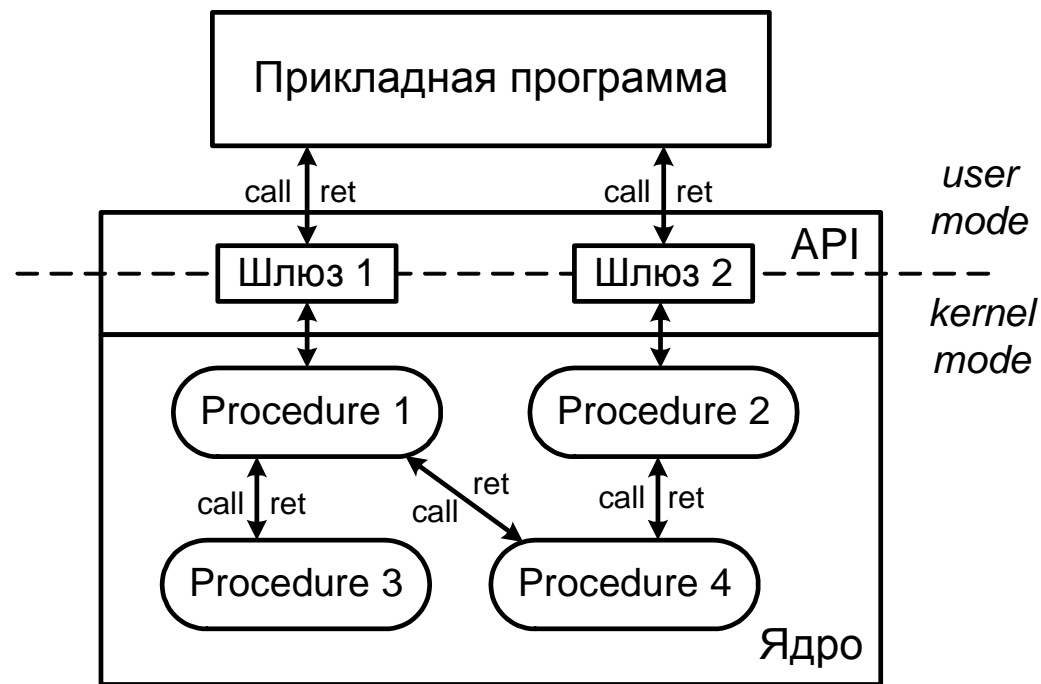 Прикладная программа
call ret
call ret
user
mode
API
Шлюз 1
Шлюз 2
kernel
mode
Procedure 1
Procedure 2
call ret
call ret
call ret
Procedure 3
Procedure 4
Ядро